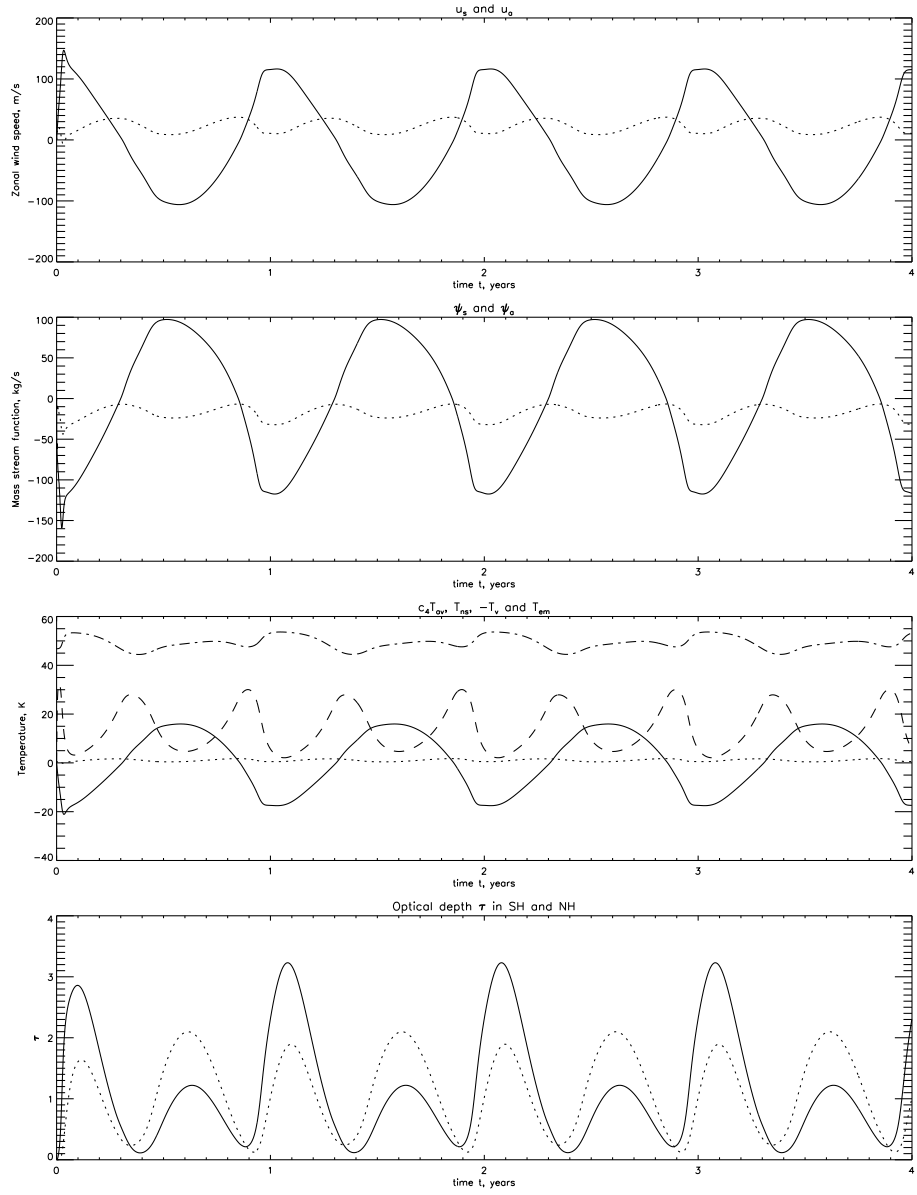 u_s and u_a
200
100
0
−100
−200
Zonal wind speed, m/s
0 1 2 3 4
time t, years
ψ_s and ψ_a
100
50
0
−50
−100
−150
−200
Mass stream function, kg/s
0 1 2 3 4
time t, years
c_4T_av, T_ns, −T_v and T_em
60
40
20
0
−20
−40
Temperature, K
0 1 2 3 4
time t, years
Optical depth τ in SH and NH
4
3
2
1
0
τ
0 1 2 3 4
time t, years